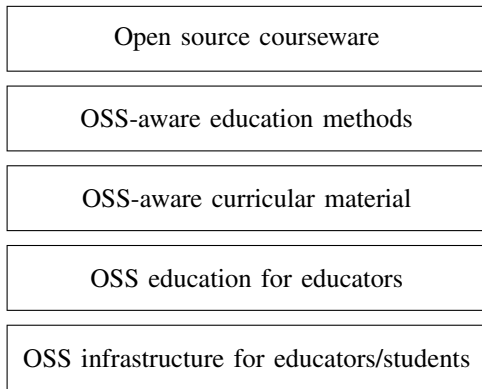 Open source courseware
OSS-aware education methods
OSS-aware curricular material
OSS education for educators
OSS infrastructure for educators/students